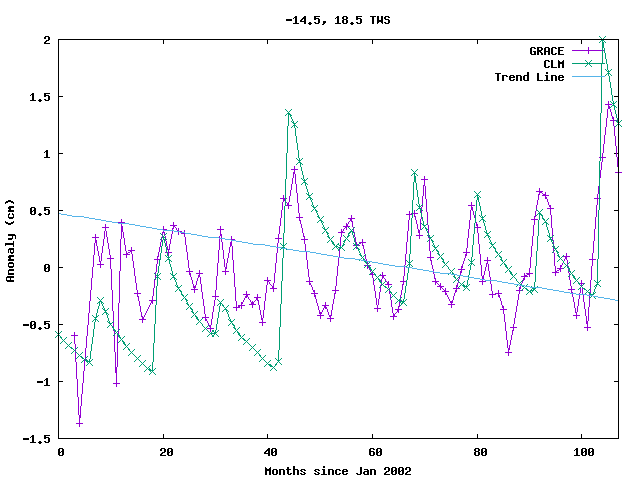 -14.5, 18.5 TWS
GRACE
CLM
Trend Line
2
1.5
1
0.5
0
-0.5
-1
-1.5
Anomaly (cm)
0 20 40 60 80 100
Months since Jan 2002